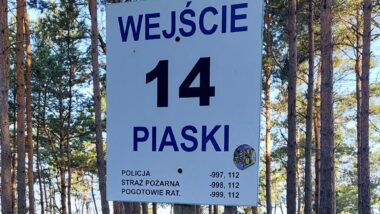 WEJŚCIE
14
PIASKI
POLICJA -997, 112
STRAŻ POŻARNA -998, 112
POGOTOWIE RAT. -999, 112